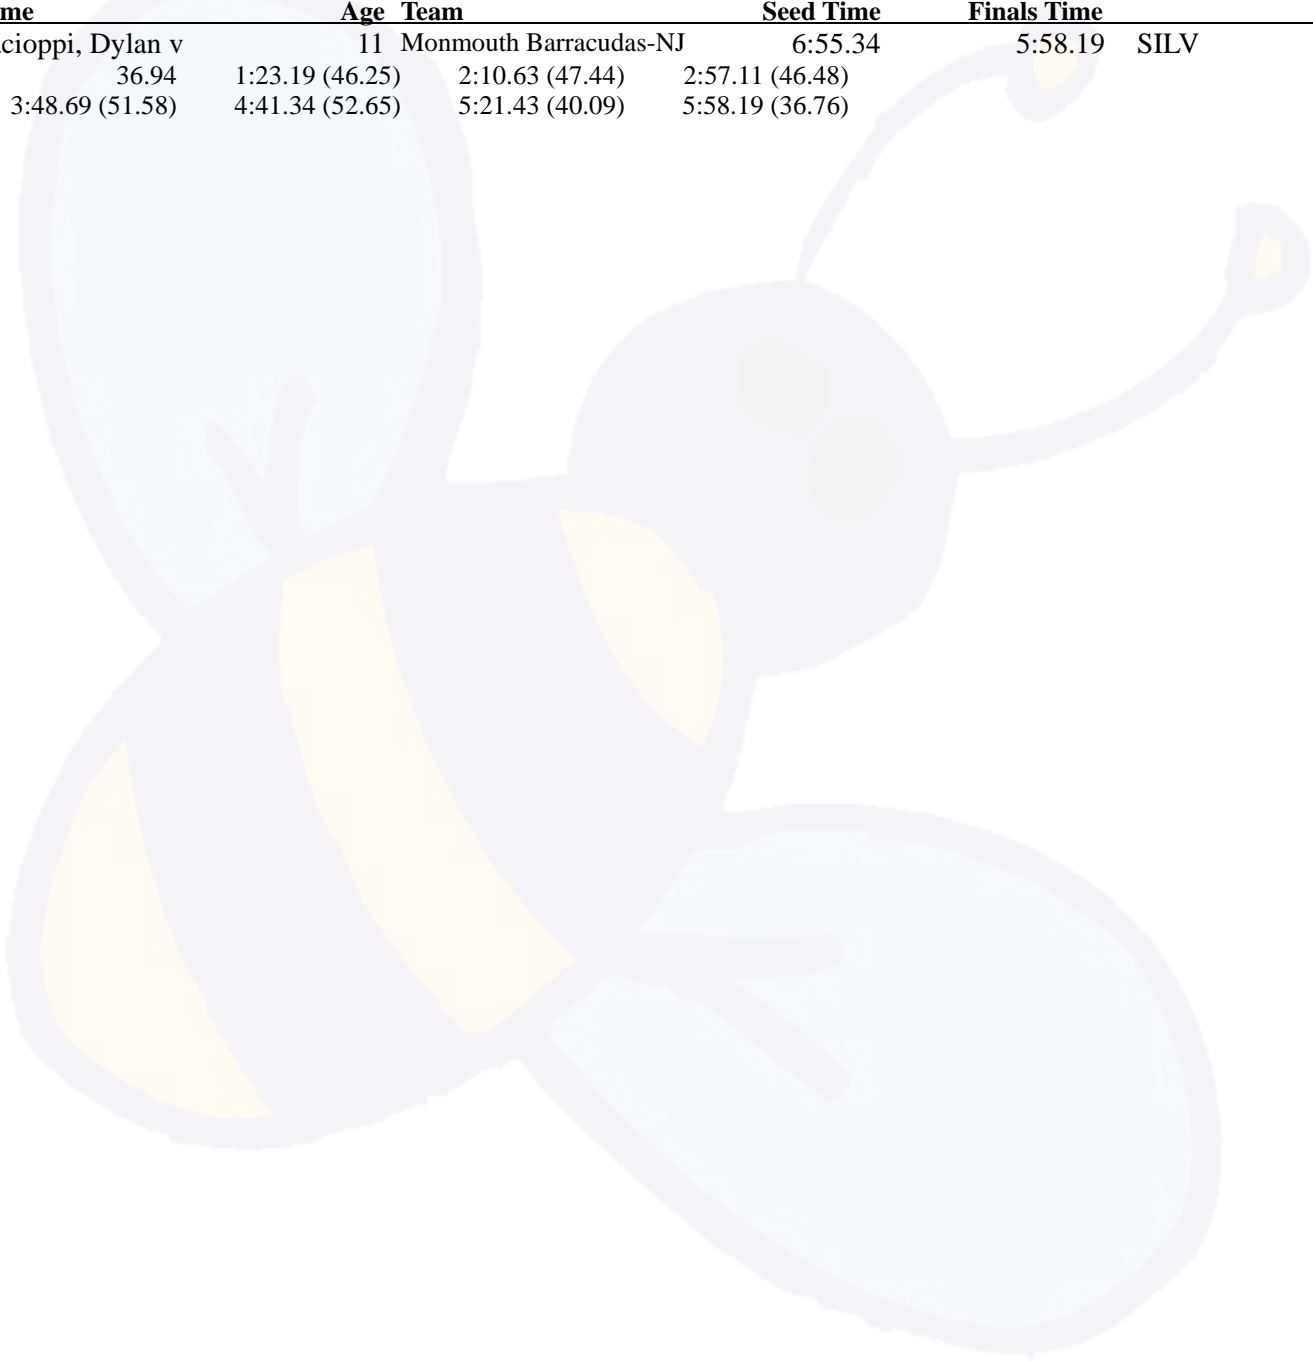 me Age Team Seed Time Finals Time
cioppi, Dylan v 11 Monmouth Barracudas-NJ 6:55.34 5:58.19 SILV
36.94 1:23.19 (46.25) 2:10.63 (47.44) 2:57.11 (46.48)
3:48.69 (51.58) 4:41.34 (52.65) 5:21.43 (40.09) 5:58.19 (36.76)